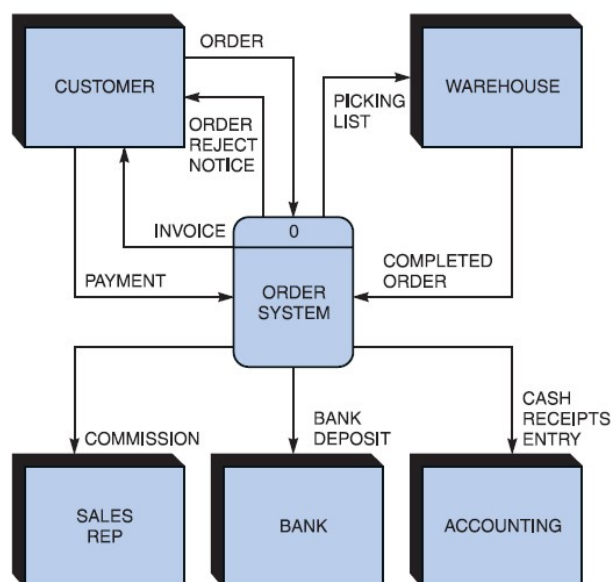 ORDER
CUSTOMER
WAREHOUSE
PICKING
LIST
ORDER
REJECT
NOTICE
INVOICE
0
COMPLETED
ORDER
PAYMENT
ORDER
SYSTEM
COMMISSION
BANK
DEPOSIT
CASH
RECEIPTS
ENTRY
SALES
REP
BANK
ACCOUNTING